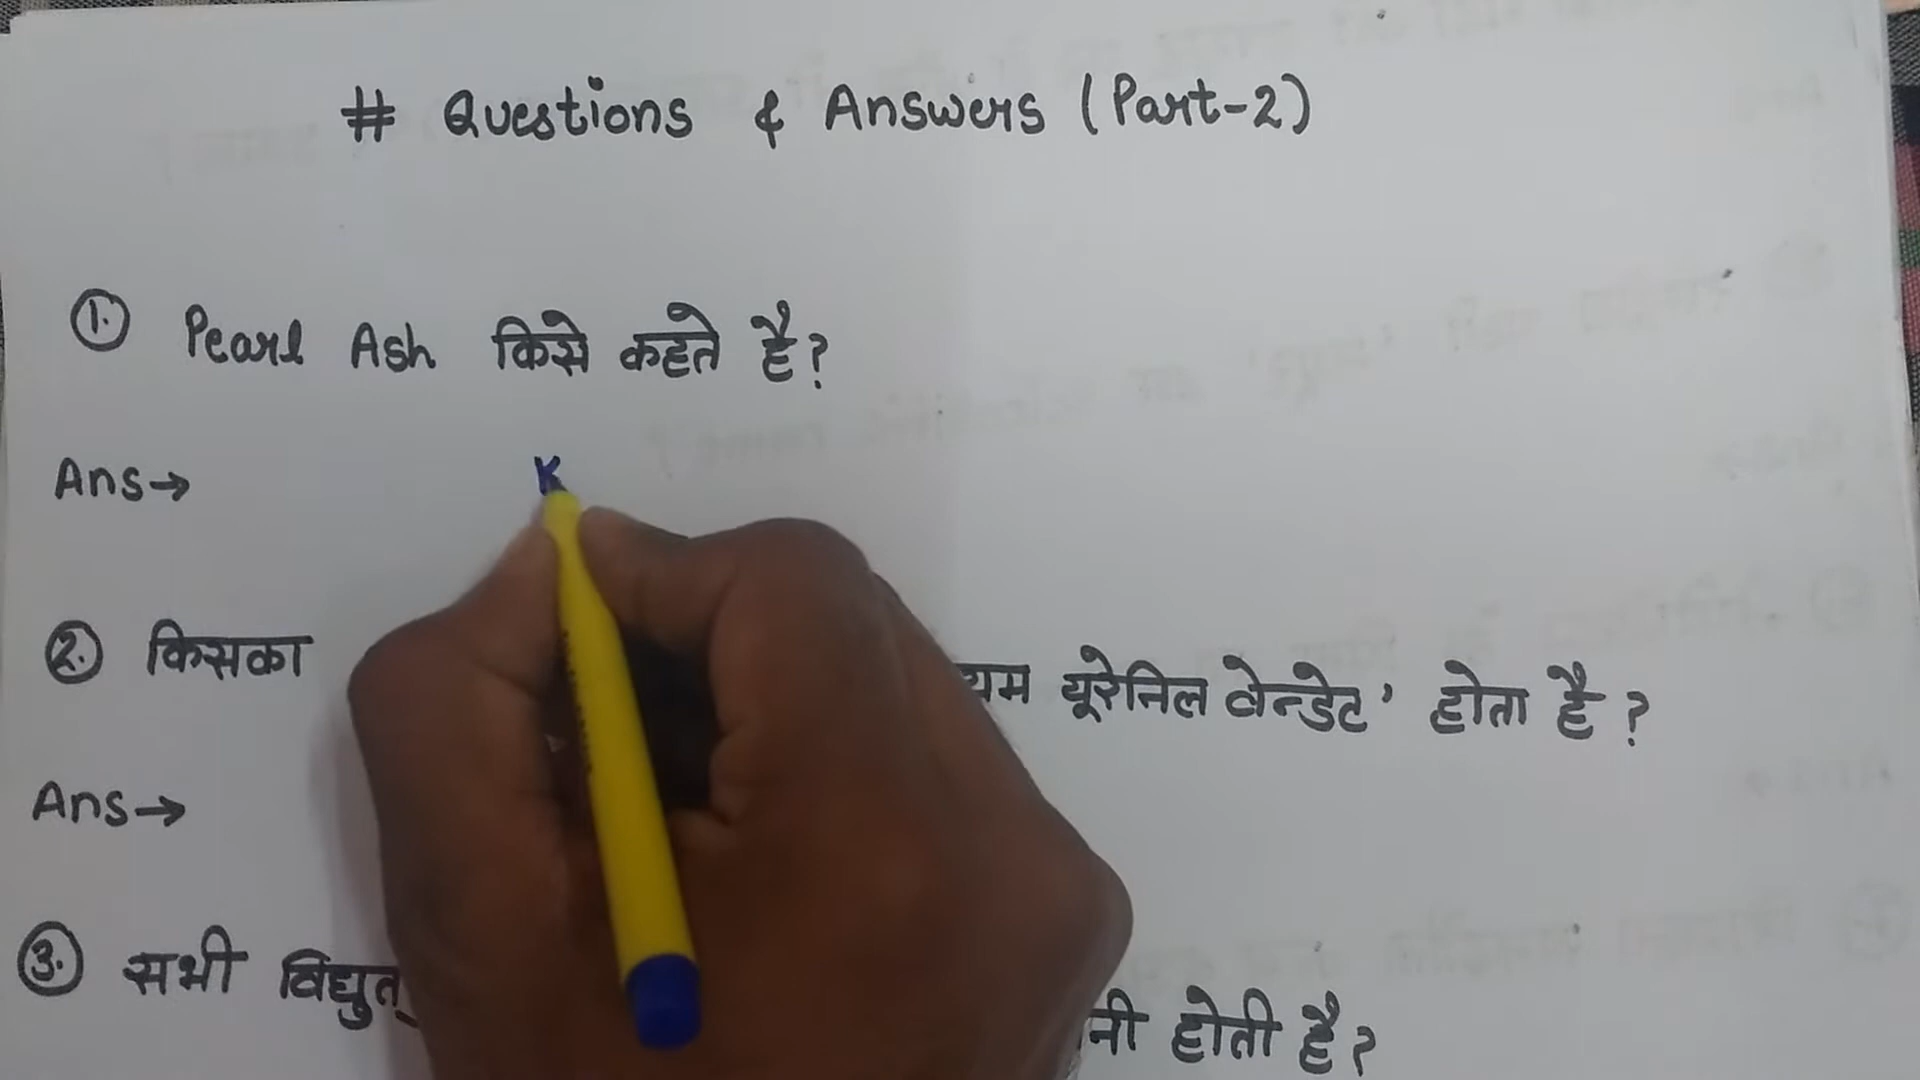 # Questions & Answers (Part-2)
① Pearl Ash किसे कहते है?
Ans→ K
②. किसका यम यूरेनिल वेन्डेट’ होता है?
Ans→
③. सभी विद्युत् नी होती है?